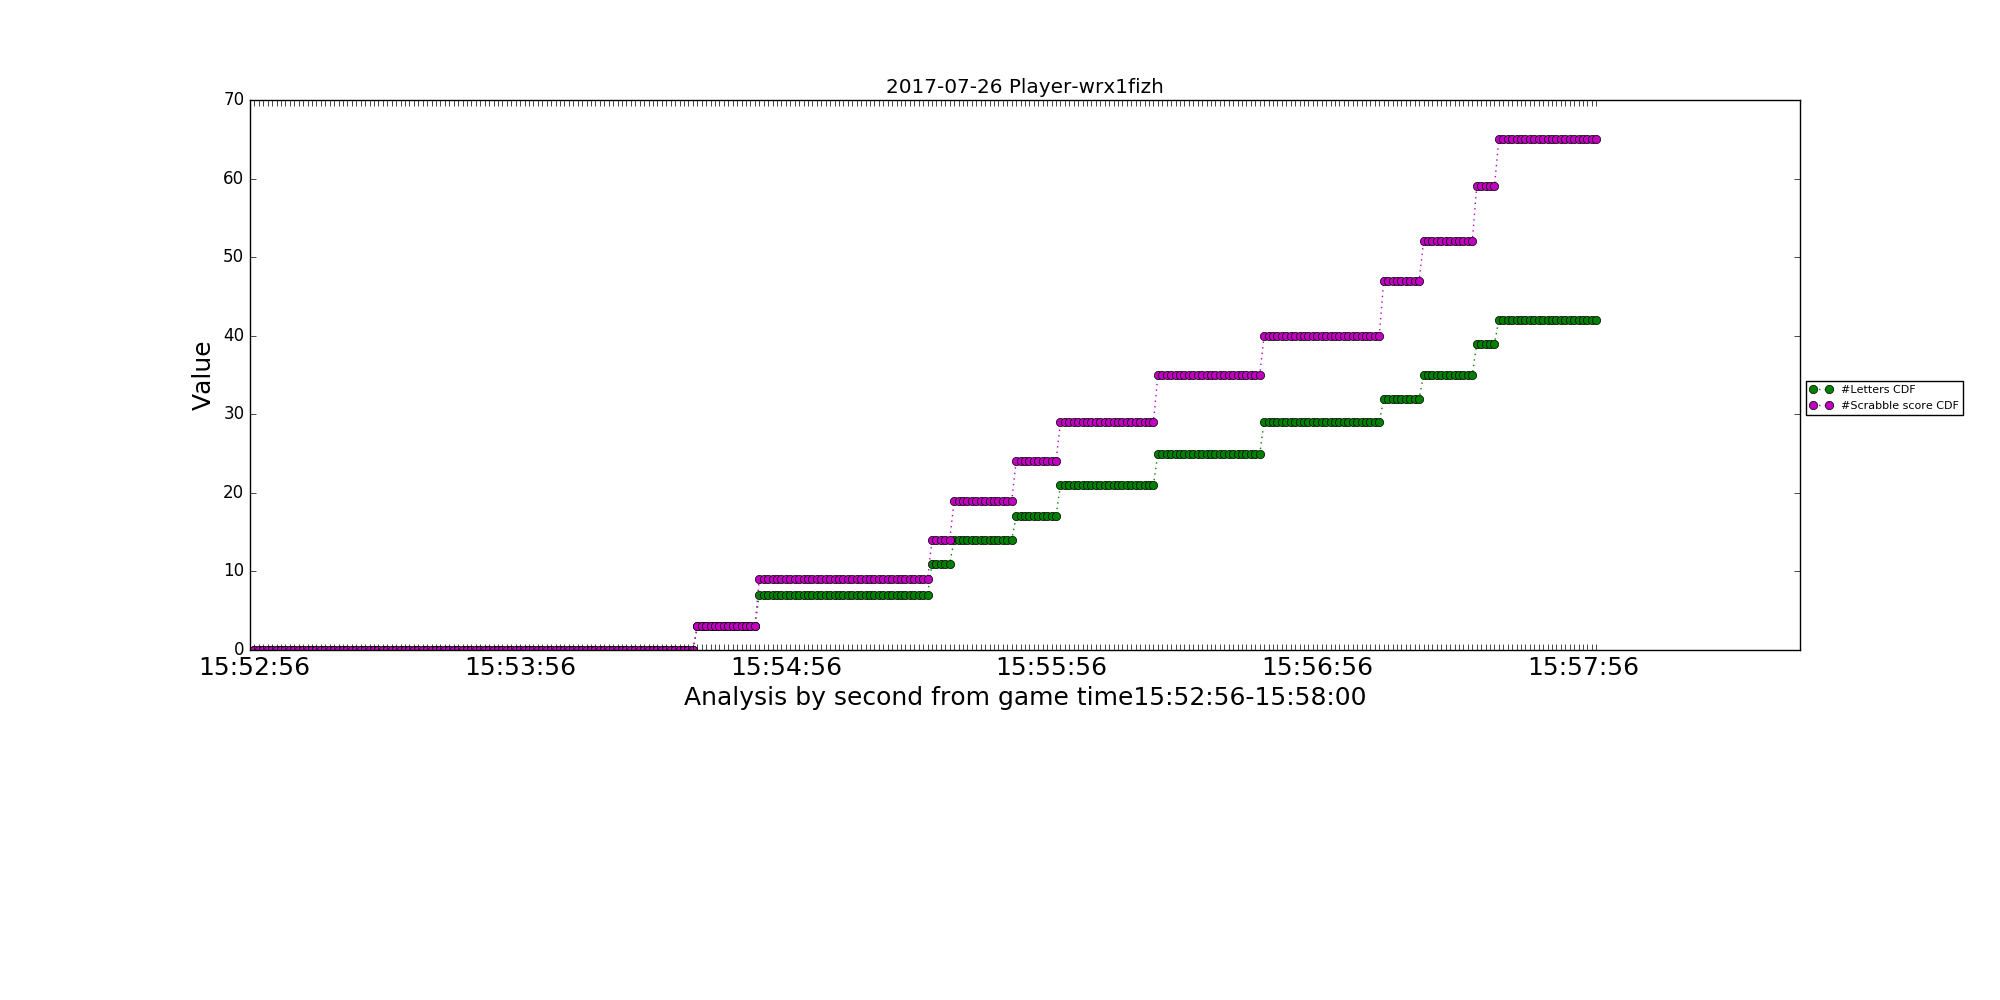 2017-07-26 Player-wrx1fizh
70
60
50
40
30
20
10
0
Value
#Letters CDF
#Scrabble score CDF
15:52:56 15:53:56 15:54:56 15:55:56 15:56:56 15:57:56
Analysis by second from game time15:52:56-15:58:00